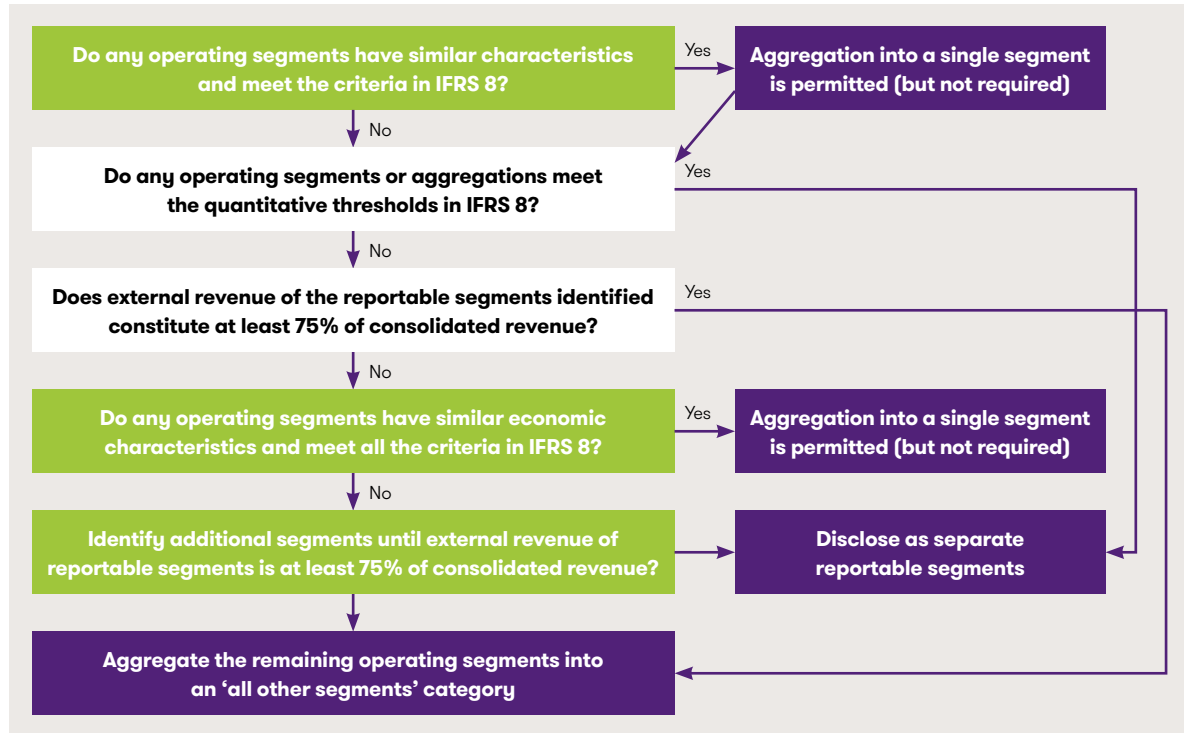 Do any operating segments have similar characteristics
and meet the criteria in IFRS 8?
Yes
Aggregation into a single segment
is permitted (but not required)
No
Do any operating segments or aggregations meet
the quantitative thresholds in IFRS 8?
Yes
No
Does external revenue of the reportable segments identified
constitute at least 75% of consolidated revenue?
Yes
No
Do any operating segments have similar economic
characteristics and meet all the criteria in IFRS 8?
Yes
Aggregation into a single segment
is permitted (but not required)
No
Identify additional segments until external revenue of
reportable segments is at least 75% of consolidated revenue?
Disclose as separate
reportable segments
Aggregate the remaining operating segments into
an ‘all other segments’ category